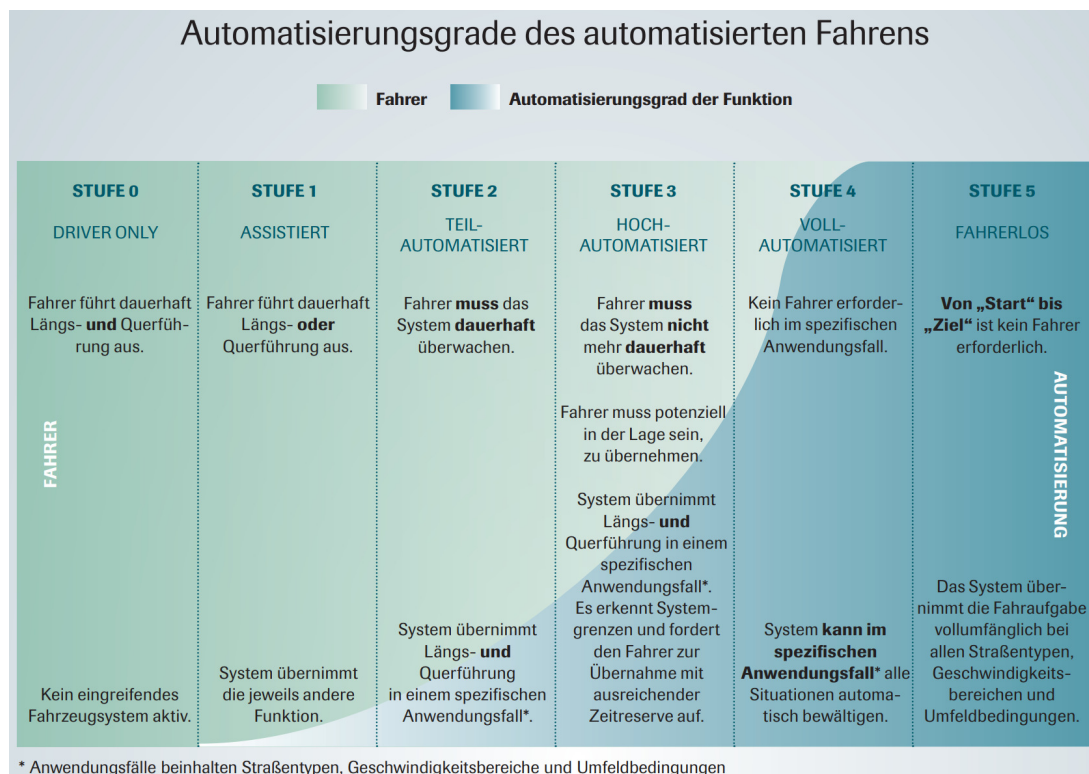 Automatisierungsgrade des automatisierten Fahrens
Fahrer
Automatisierungsgrad der Funktion
STUFE 0
DRIVER ONLY
Fahrer führt dauerhaft
Längs- und Querfüh-
rung aus.
FAHRER
Kein eingreifendes
Fahrzeugsystem aktiv.
STUFE 1
ASSISTIERT
Fahrer führt dauerhaft
Längs- oder
Querführung aus.
System übernimmt
die jeweils andere
Funktion.
STUFE 2
TEIL-
AUTOMATISIERT
Fahrer muss das
System dauerhaft
überwachen.
System übernimmt
Längs- und
Querführung
in einem spezifischen
Anwendungsfall*.
STUFE 3
HOCH-
AUTOMATISIERT
Fahrer muss
das System nicht
mehr dauerhaft
überwachen.
Fahrer muss potenziell
in der Lage sein,
zu übernehmen.
System übernimmt
Längs- und
Querführung in einem
spezifischen
Anwendungsfall*.
Es erkennt System-
grenzen und fordert
den Fahrer zur
Übernahme mit
ausreichender
Zeitreserve auf.
STUFE 4
VOLL-
AUTOMATISIERT
Kein Fahrer erforder-
lich im spezifischen
Anwendungsfall.
System kann im
spezifischen
Anwendungsfall* alle
Situationen automa-
tisch bewältigen.
STUFE 5
FAHRERLOS
Von „Start“ bis
„Ziel“ ist kein Fahrer
erforderlich.
AUTOMATISIERUNG
Das System über-
nimmt die Fahraufgabe
vollumfänglich bei
allen Straßentypen,
Geschwindigkeits-
bereichen und
Umfeldbedingungen.
* Anwendungsfälle beinhalten Straßentypen, Geschwindigkeitsbereiche und Umfeldbedingungen